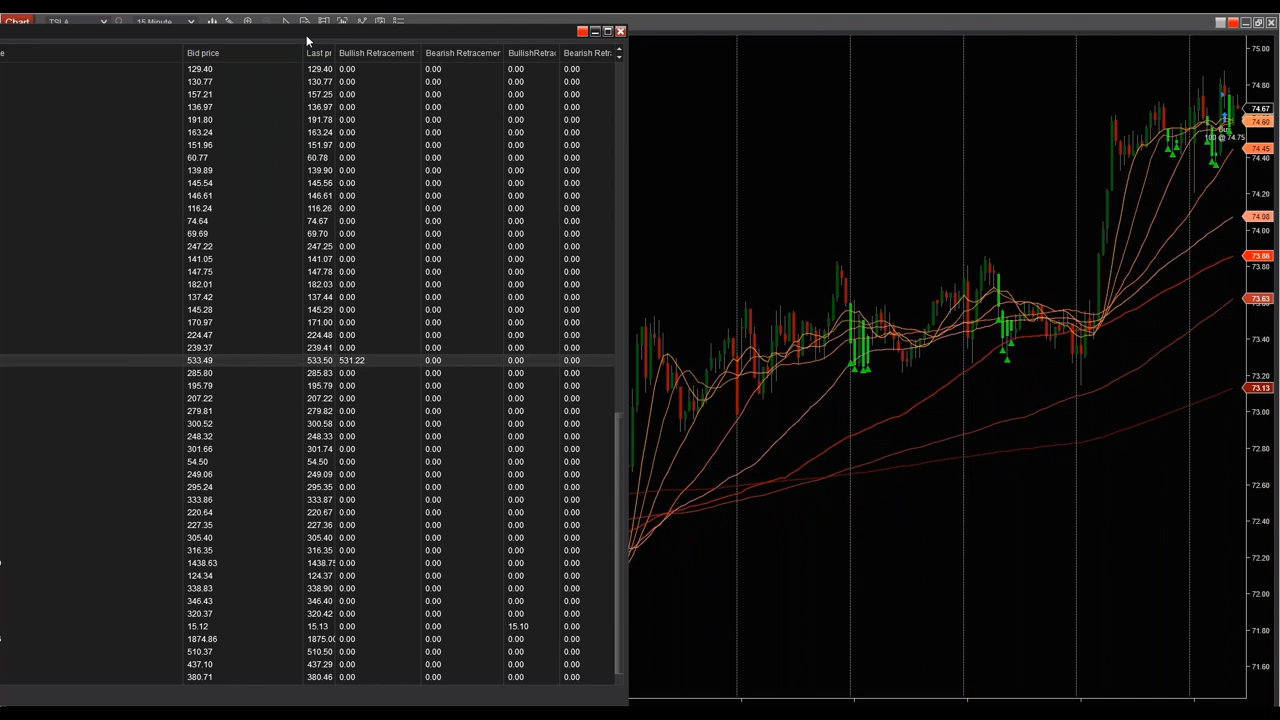 Chart TSLA 15 Minute
e Bid price Last pr Bullish Retracement Bearish Retracemer BullishRetrac Bearish Retr
129.40 129.40 0.00 0.00 0.00 0.00
130.77 130.77 0.00 0.00 0.00 0.00
157.21 157.25 0.00 0.00 0.00 0.00
136.97 136.97 0.00 0.00 0.00 0.00
191.80 191.78 0.00 0.00 0.00 0.00
163.24 163.24 0.00 0.00 0.00 0.00
151.96 151.97 0.00 0.00 0.00 0.00
60.77 60.78 0.00 0.00 0.00 0.00
139.89 139.90 0.00 0.00 0.00 0.00
145.54 145.56 0.00 0.00 0.00 0.00
146.61 146.61 0.00 0.00 0.00 0.00
116.24 116.26 0.00 0.00 0.00 0.00
74.64 74.67 0.00 0.00 0.00 0.00
69.69 69.70 0.00 0.00 0.00 0.00
247.22 247.25 0.00 0.00 0.00 0.00
141.05 141.07 0.00 0.00 0.00 0.00
147.75 147.78 0.00 0.00 0.00 0.00
182.01 182.03 0.00 0.00 0.00 0.00
137.42 137.44 0.00 0.00 0.00 0.00
145.28 145.29 0.00 0.00 0.00 0.00
170.97 171.00 0.00 0.00 0.00 0.00
224.47 224.48 0.00 0.00 0.00 0.00
239.37 239.41 0.00 0.00 0.00 0.00
533.49 533.50 531.22 0.00 0.00 0.00
285.80 285.83 0.00 0.00 0.00 0.00
195.79 195.79 0.00 0.00 0.00 0.00
207.22 207.22 0.00 0.00 0.00 0.00
279.81 279.82 0.00 0.00 0.00 0.00
300.52 300.58 0.00 0.00 0.00 0.00
248.32 248.33 0.00 0.00 0.00 0.00
301.66 301.74 0.00 0.00 0.00 0.00
54.50 54.50 0.00 0.00 0.00 0.00
249.06 249.09 0.00 0.00 0.00 0.00
295.24 295.35 0.00 0.00 0.00 0.00
333.86 333.87 0.00 0.00 0.00 0.00
220.64 220.67 0.00 0.00 0.00 0.00
227.35 227.36 0.00 0.00 0.00 0.00
305.40 305.40 0.00 0.00 0.00 0.00
316.35 316.35 0.00 0.00 0.00 0.00
1438.63 1438.75 0.00 0.00 0.00 0.00
124.34 124.37 0.00 0.00 0.00 0.00
338.83 338.90 0.00 0.00 0.00 0.00
346.43 346.40 0.00 0.00 0.00 0.00
320.37 320.42 0.00 0.00 0.00 0.00
15.12 15.13 0.00 0.00 15.10 0.00
1874.86 1875.00 0.00 0.00 0.00 0.00
510.37 510.50 0.00 0.00 0.00 0.00
437.10 437.29 0.00 0.00 0.00 0.00
380.71 380.46 0.00 0.00 0.00 0.00
75.00
74.80
74.67
74.60
100 @ 74.75
74.45
74.40
74.20
74.08
74.00
73.86
73.80
73.63
73.40
73.20
73.13
73.00
72.80
72.60
72.40
72.20
72.00
71.80
71.60